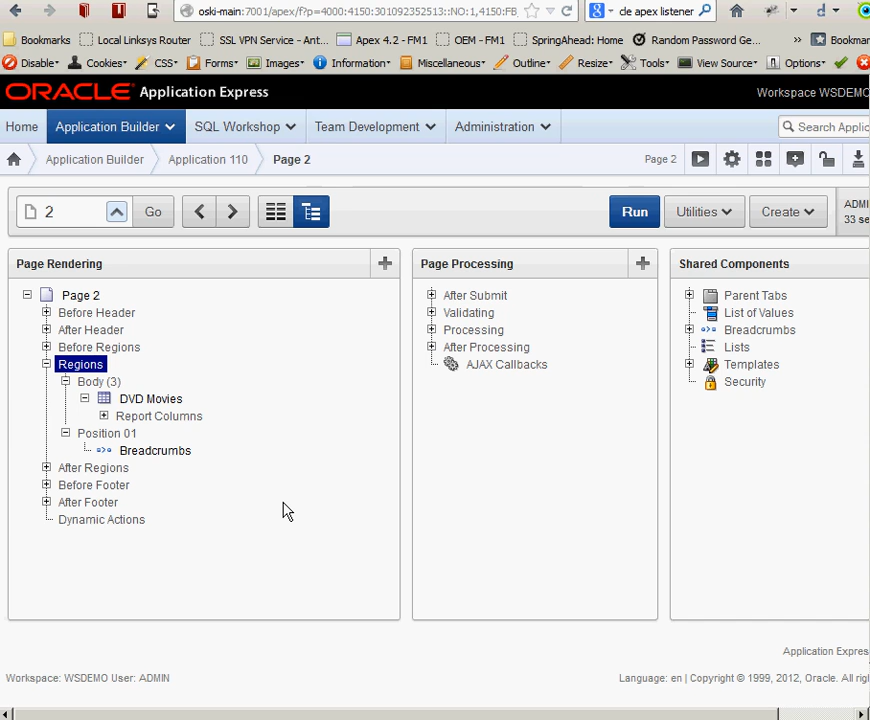 oski-main:7001/apex/f?p=4000:4150:301092352513::NO:1,4150:FB_
cle apex listener
Bookmarks
Local Linksys Router
SSL VPN Service - Ant...
Apex 4.2 - FM1
OEM - FM1
SpringAhead: Home
Random Password Ge...
»
Bookmar
Disable▾
Cookies▾
CSS▾
Forms▾
Images▾
Information▾
Miscellaneous▾
Outline▾
Resize▾
Tools▾
View Source▾
Options▾
ORACLE Application Express
Workspace WSDEMO
Home
Application Builder
SQL Workshop
Team Development
Administration
Search Applic
Application Builder
Application 110
Page 2
Page 2
2
Go
Run
Utilities
Create
ADMI
33 se
Page Rendering
Page 2
Before Header
After Header
Before Regions
Regions
Body (3)
DVD Movies
Report Columns
Position 01
Breadcrumbs
After Regions
Before Footer
After Footer
Dynamic Actions
Page Processing
After Submit
Validating
Processing
After Processing
AJAX Callbacks
Shared Components
Parent Tabs
List of Values
Breadcrumbs
Lists
Templates
Security
Application Expres
Workspace: WSDEMO User: ADMIN
Language: en | Copyright © 1999, 2012, Oracle. All rig